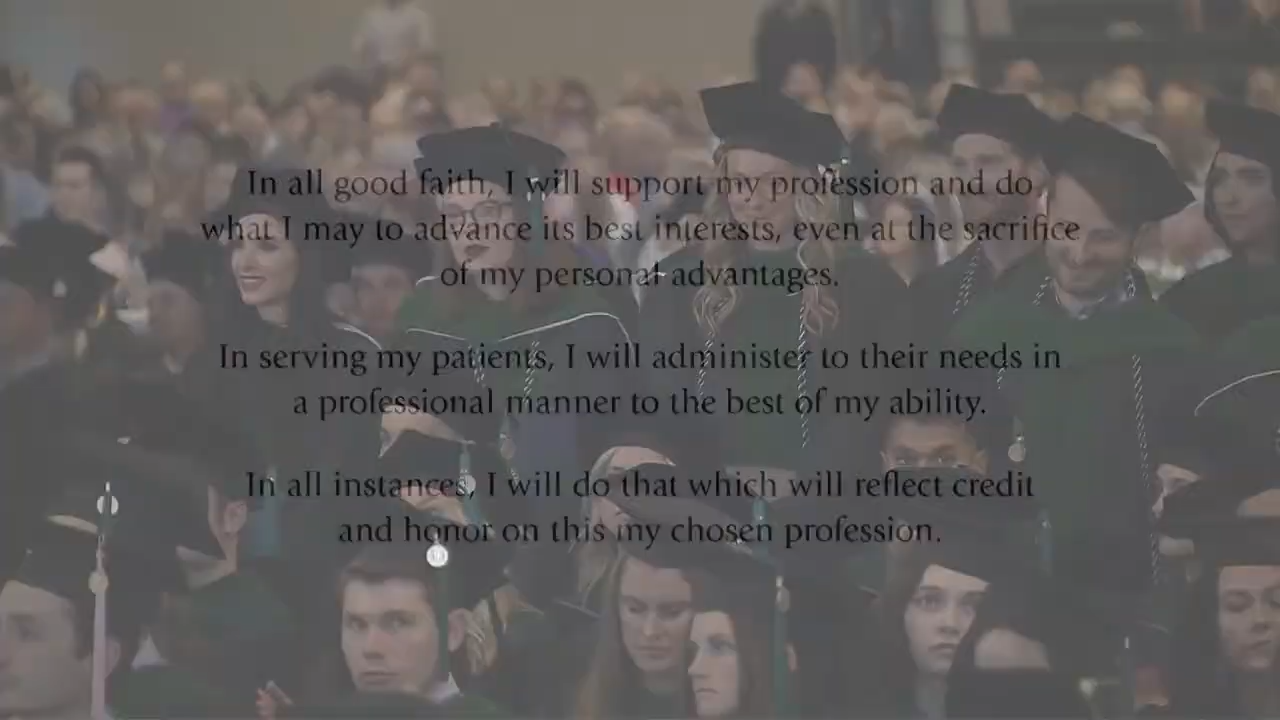 In all good faith, I will support my profession and do
what I may to advance its best interests, even at the sacrifice
of my personal advantages.
In serving my patients, I will administer to their needs in
a professional manner to the best of my ability.
In all instances, I will do that which will reflect credit
and honor on this my chosen profession.